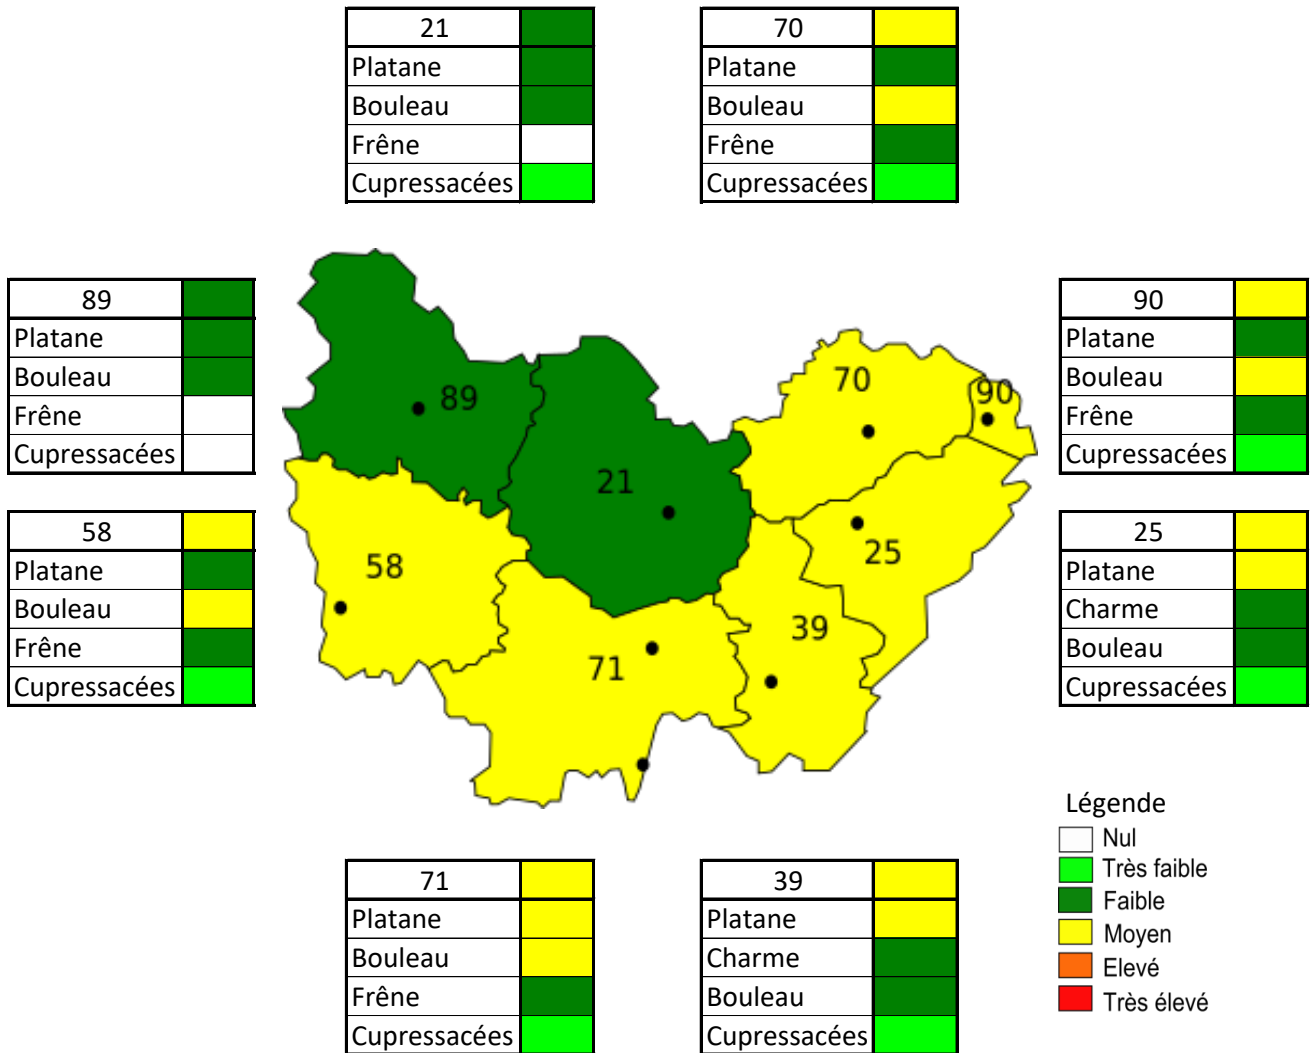 21
Platane
Bouleau
Frêne
Cupressacées
70
Platane
Bouleau
Frêne
Cupressacées
89
Platane
Bouleau
Frêne
Cupressacées
58
Platane
Bouleau
Frêne
Cupressacées
89
21
70
90
58
25
39
71
90
Platane
Bouleau
Frêne
Cupressacées
25
Platane
Charme
Bouleau
Cupressacées
71
Platane
Bouleau
Frêne
Cupressacées
39
Platane
Charme
Bouleau
Cupressacées
Légende
Nul
Très faible
Faible
Moyen
Elevé
Très élevé